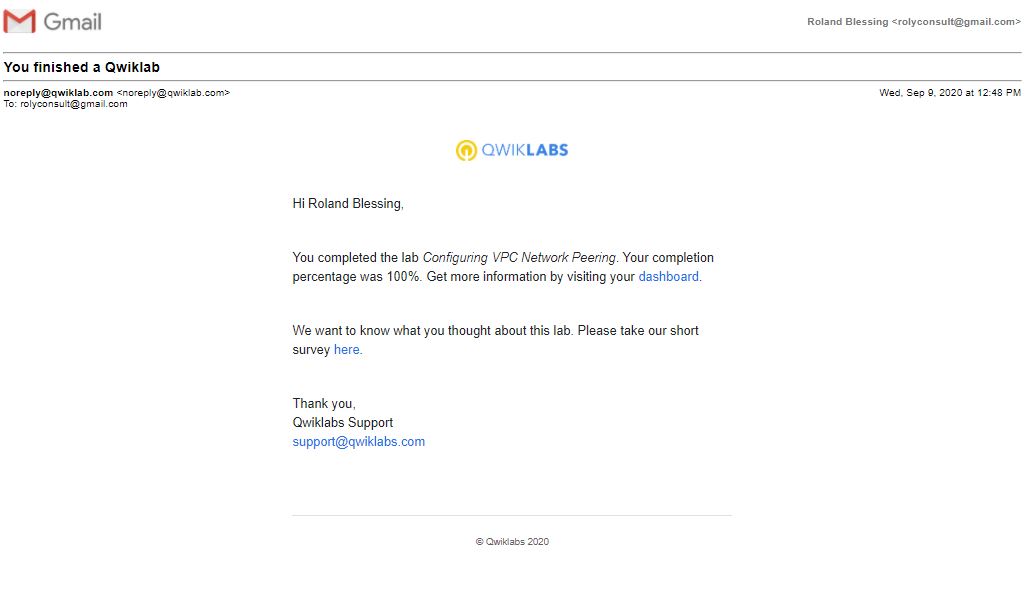 Gmail
Roland Blessing <rolyconsult@gmail.com>
You finished a Qwiklab
noreply@qwiklab.com <noreply@qwiklab.com>
Wed, Sep 9, 2020 at 12:48 PM
To: rolyconsult@gmail.com
QWIKLABS
Hi Roland Blessing,
You completed the lab Configuring VPC Network Peering. Your completion
percentage was 100%. Get more information by visiting your dashboard.
We want to know what you thought about this lab. Please take our short
survey here.
Thank you,
Qwiklabs Support
support@qwiklabs.com
© Qwiklabs 2020